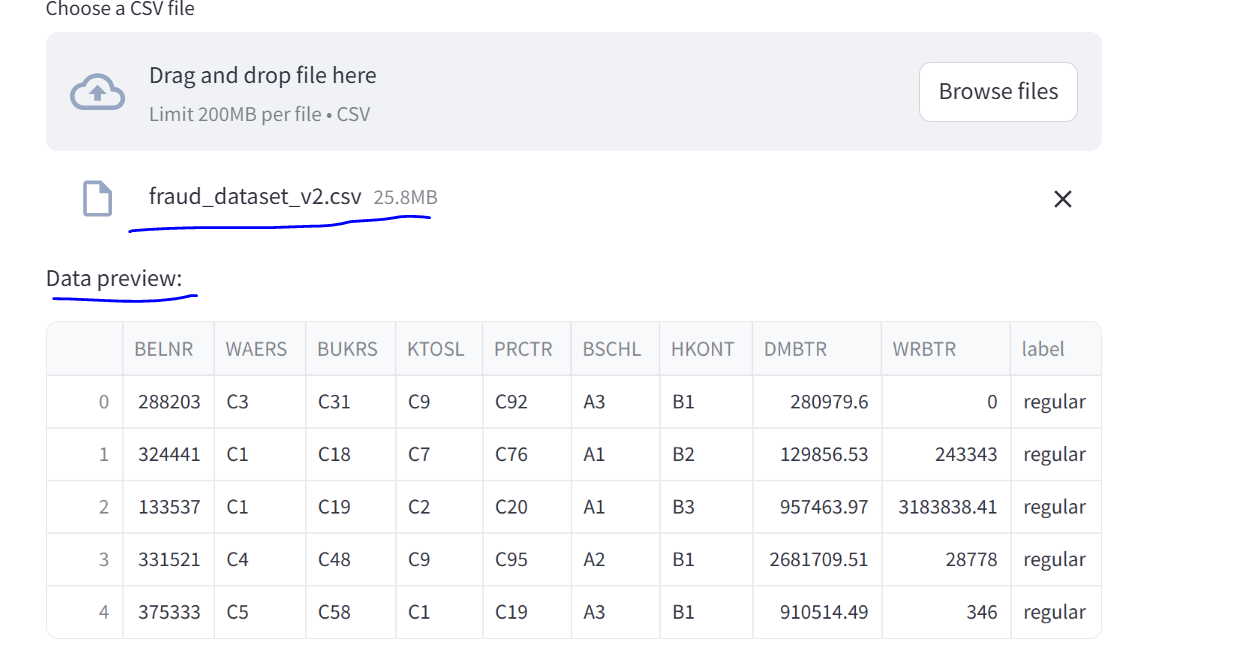 Choose a CSV file
Drag and drop file here
Limit 200MB per file • CSV
Browse files
fraud_dataset_v2.csv 25.8MB
Data preview:
BELNR WAERS BUKRS KTOSL PRCTR BSCHL HKONT DMBTR WRBTR label
0 288203 C3 C31 C9 C92 A3 B1 280979.6 0 regular
1 324441 C1 C18 C7 C76 A1 B2 129856.53 243343 regular
2 133537 C1 C19 C2 C20 A1 B3 957463.97 3183838.41 regular
3 331521 C4 C48 C9 C95 A2 B1 2681709.51 28778 regular
4 375333 C5 C58 C1 C19 A3 B1 910514.49 346 regular